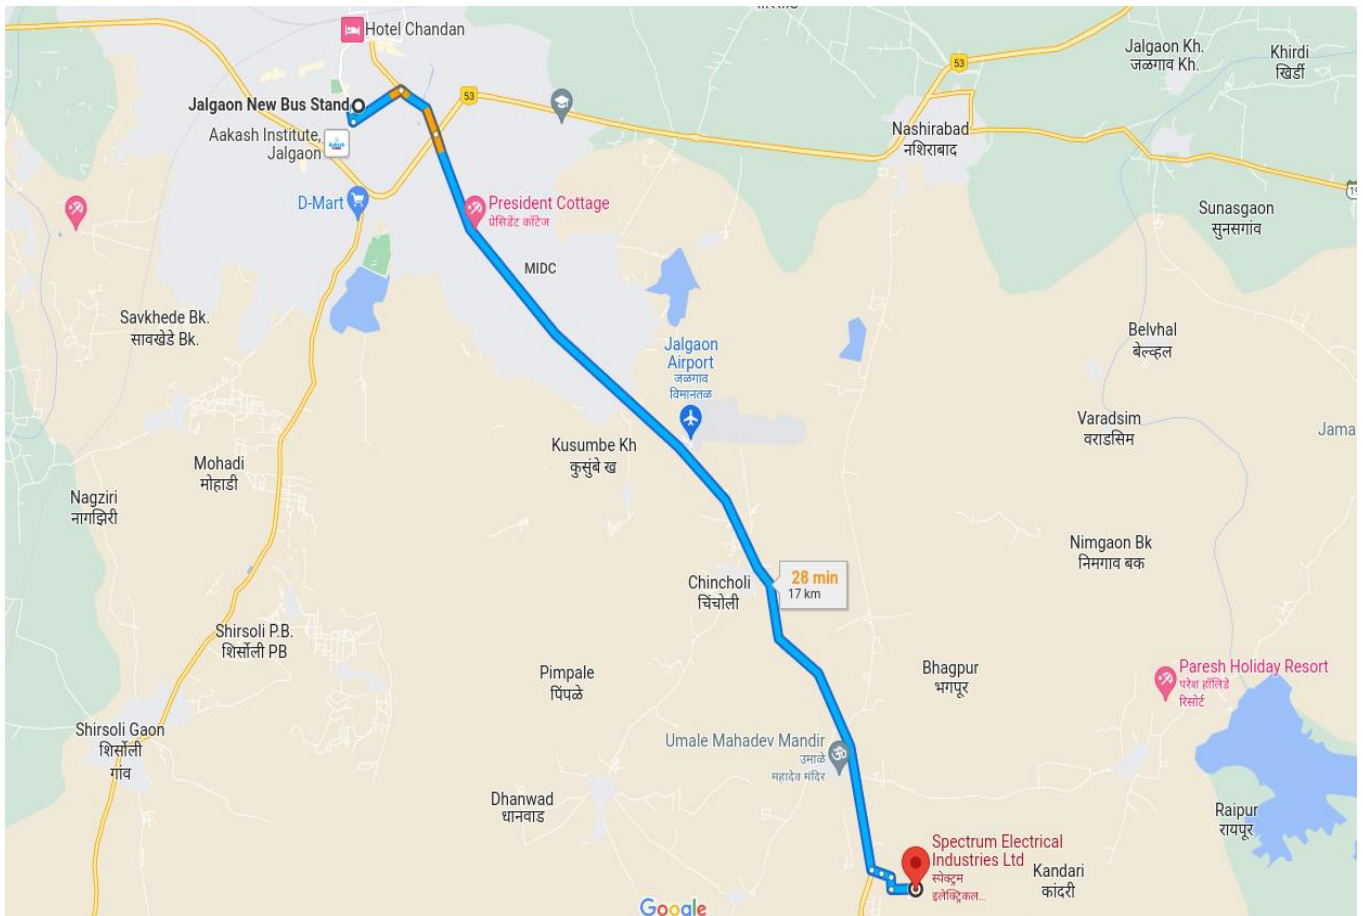 Hotel Chandan
53
Jalgaon Kh.
जळगाव Kh.
Khirdi
खिर्डी
Jalgaon New Bus Stand
53
Aakash Institute,
Jalgaon
Nashirabad
नशिराबाद
D-Mart
President Cottage
प्रेसिडेंट कॉटेज
Sunasgaon
सुनसगांव
MIDC
Savkhede Bk.
सावखेडे Bk.
Belvhal
बेल्व्हल
Jalgaon
Airport
जळगाव
विमानतळ
Varadsim
वराडसिम
Jama
Kusumbe Kh
कुसुंबे ख
Mohadi
मोहाडी
Nagziri
नागझिरी
Nimgaon Bk
निमगाव बक
Chincholi
चिंचोली
28 min
17 km
Shirsoli P.B.
शिर्सोली PB
Pimpale
पिंपळे
Bhagpur
भगपूर
Paresh Holiday Resort
परेश हॉलिडे
रिसोर्ट
Shirsoli Gaon
शिर्सोली
गांव
Umale Mahadev Mandir
उमाळे
महादेव मंदिर
Dhanwad
धानवाड
Raipur
रायपूर
Spectrum Electrical
Industries Ltd
स्पेक्ट्रम
इलेक्ट्रिकल...
Kandari
कांदरी
Google